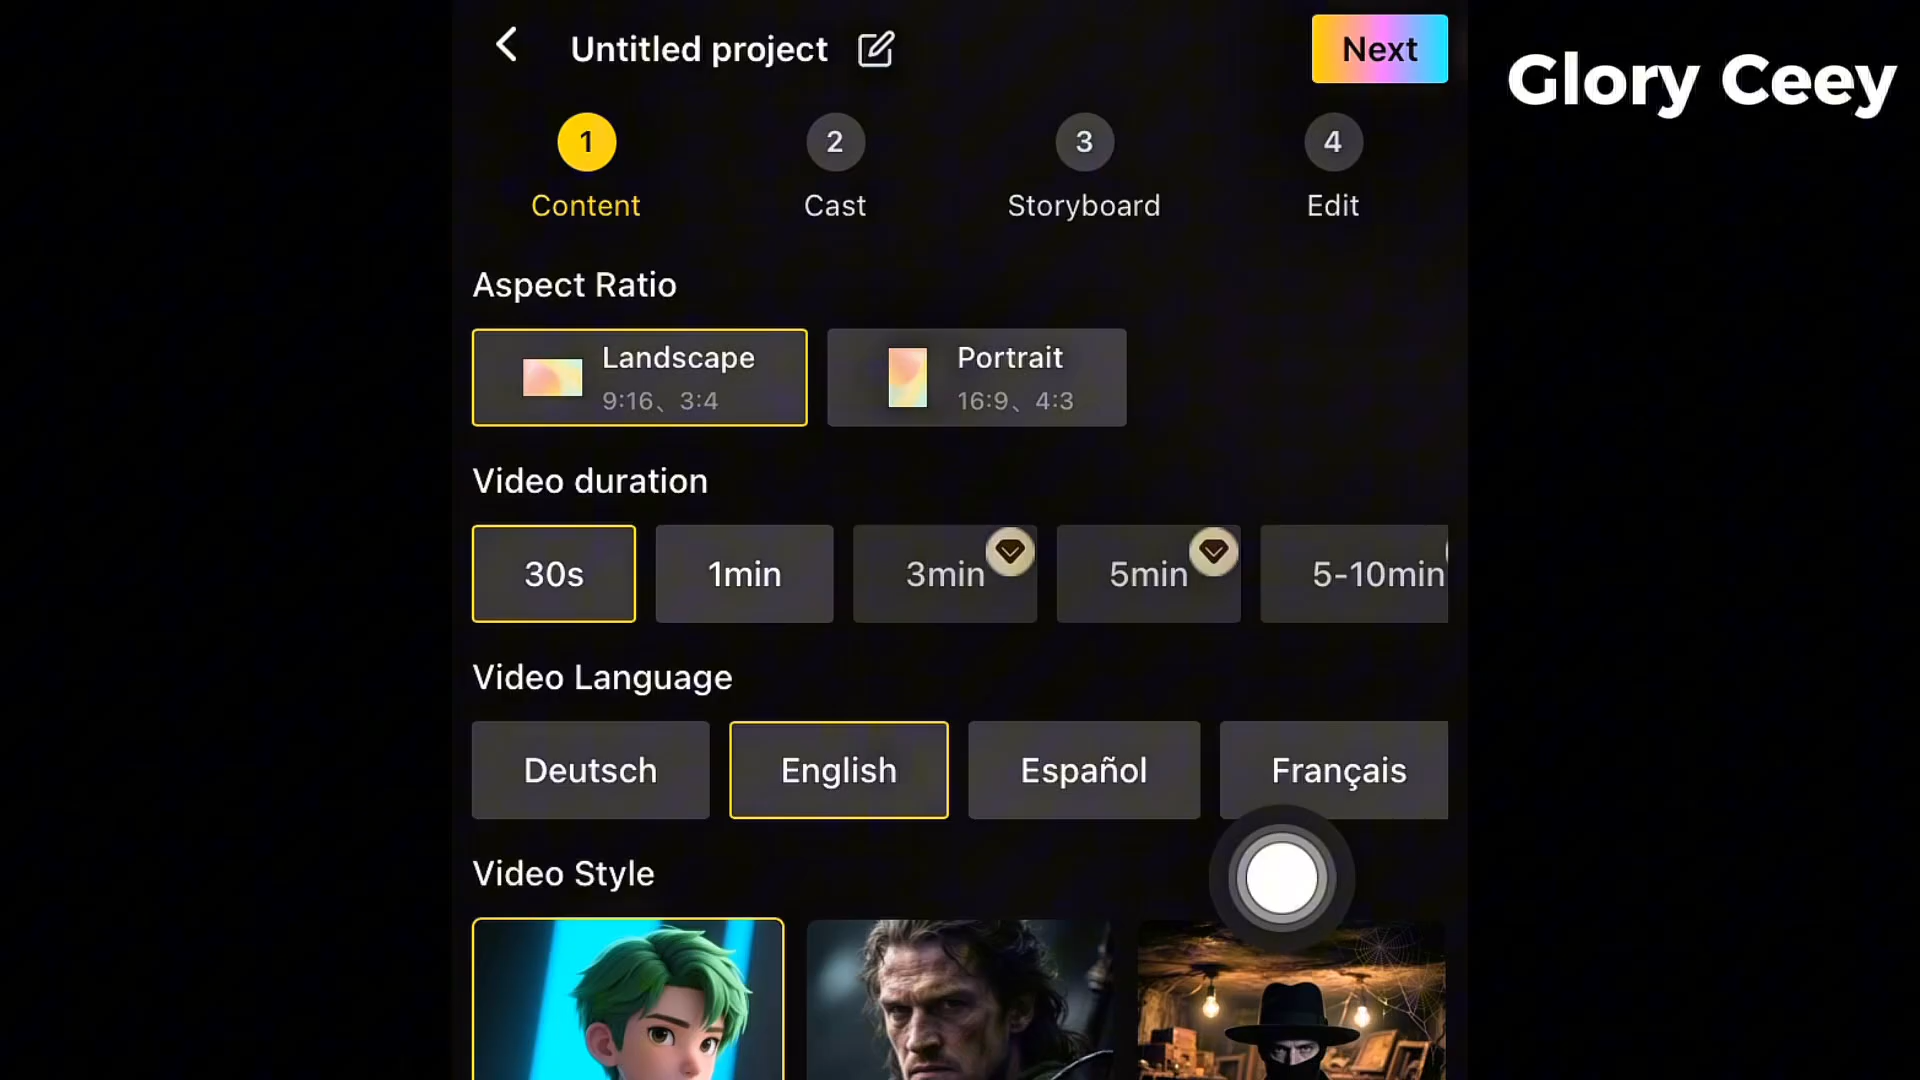 Untitled project
Next
Glory Ceey
1
2
3
4
Content
Cast
Storyboard
Edit
Aspect Ratio
Landscape
9:16、3:4
Portrait
16:9、4:3
Video duration
30s
1min
3min
5min
5-10min
Video Language
Deutsch
English
Español
Français
Video Style